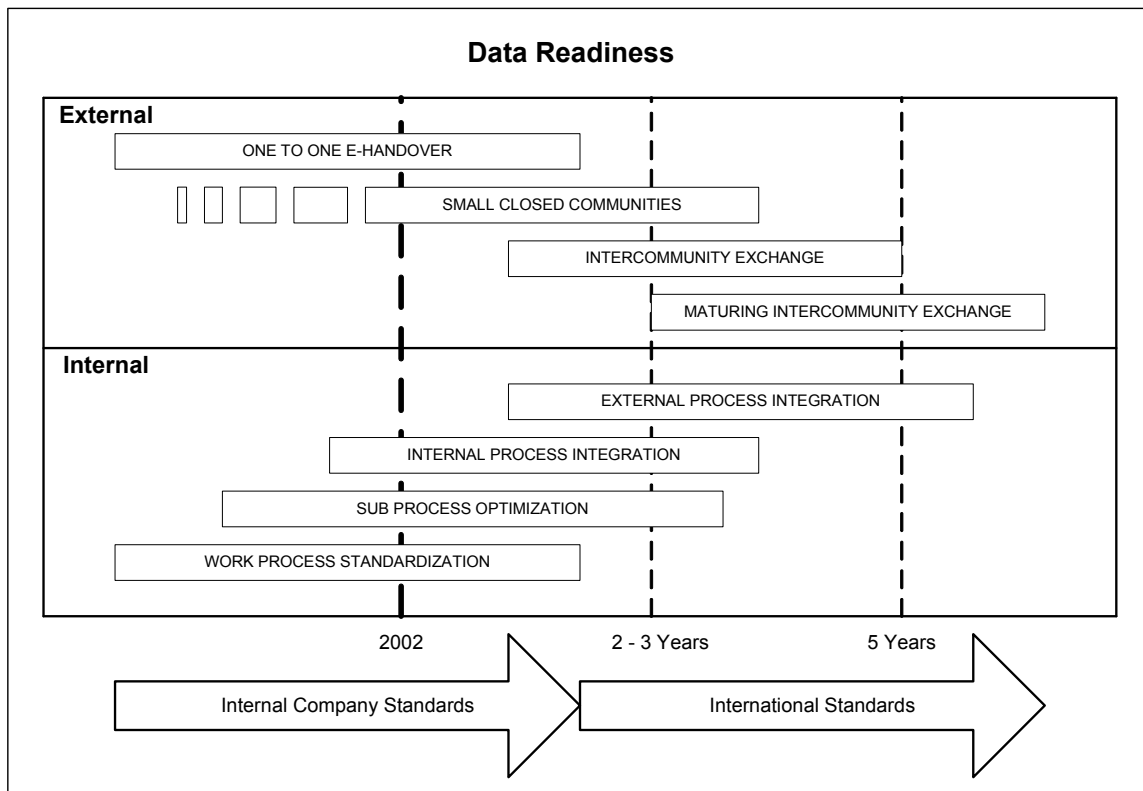 Data Readiness
External
ONE TO ONE E-HANDOVER
SMALL CLOSED COMMUNITIES
INTERCOMMUNITY EXCHANGE
MATURING INTERCOMMUNITY EXCHANGE
Internal
EXTERNAL PROCESS INTEGRATION
INTERNAL PROCESS INTEGRATION
SUB PROCESS OPTIMIZATION
WORK PROCESS STANDARDIZATION
2002
2 - 3 Years
5 Years
Internal Company Standards
International Standards